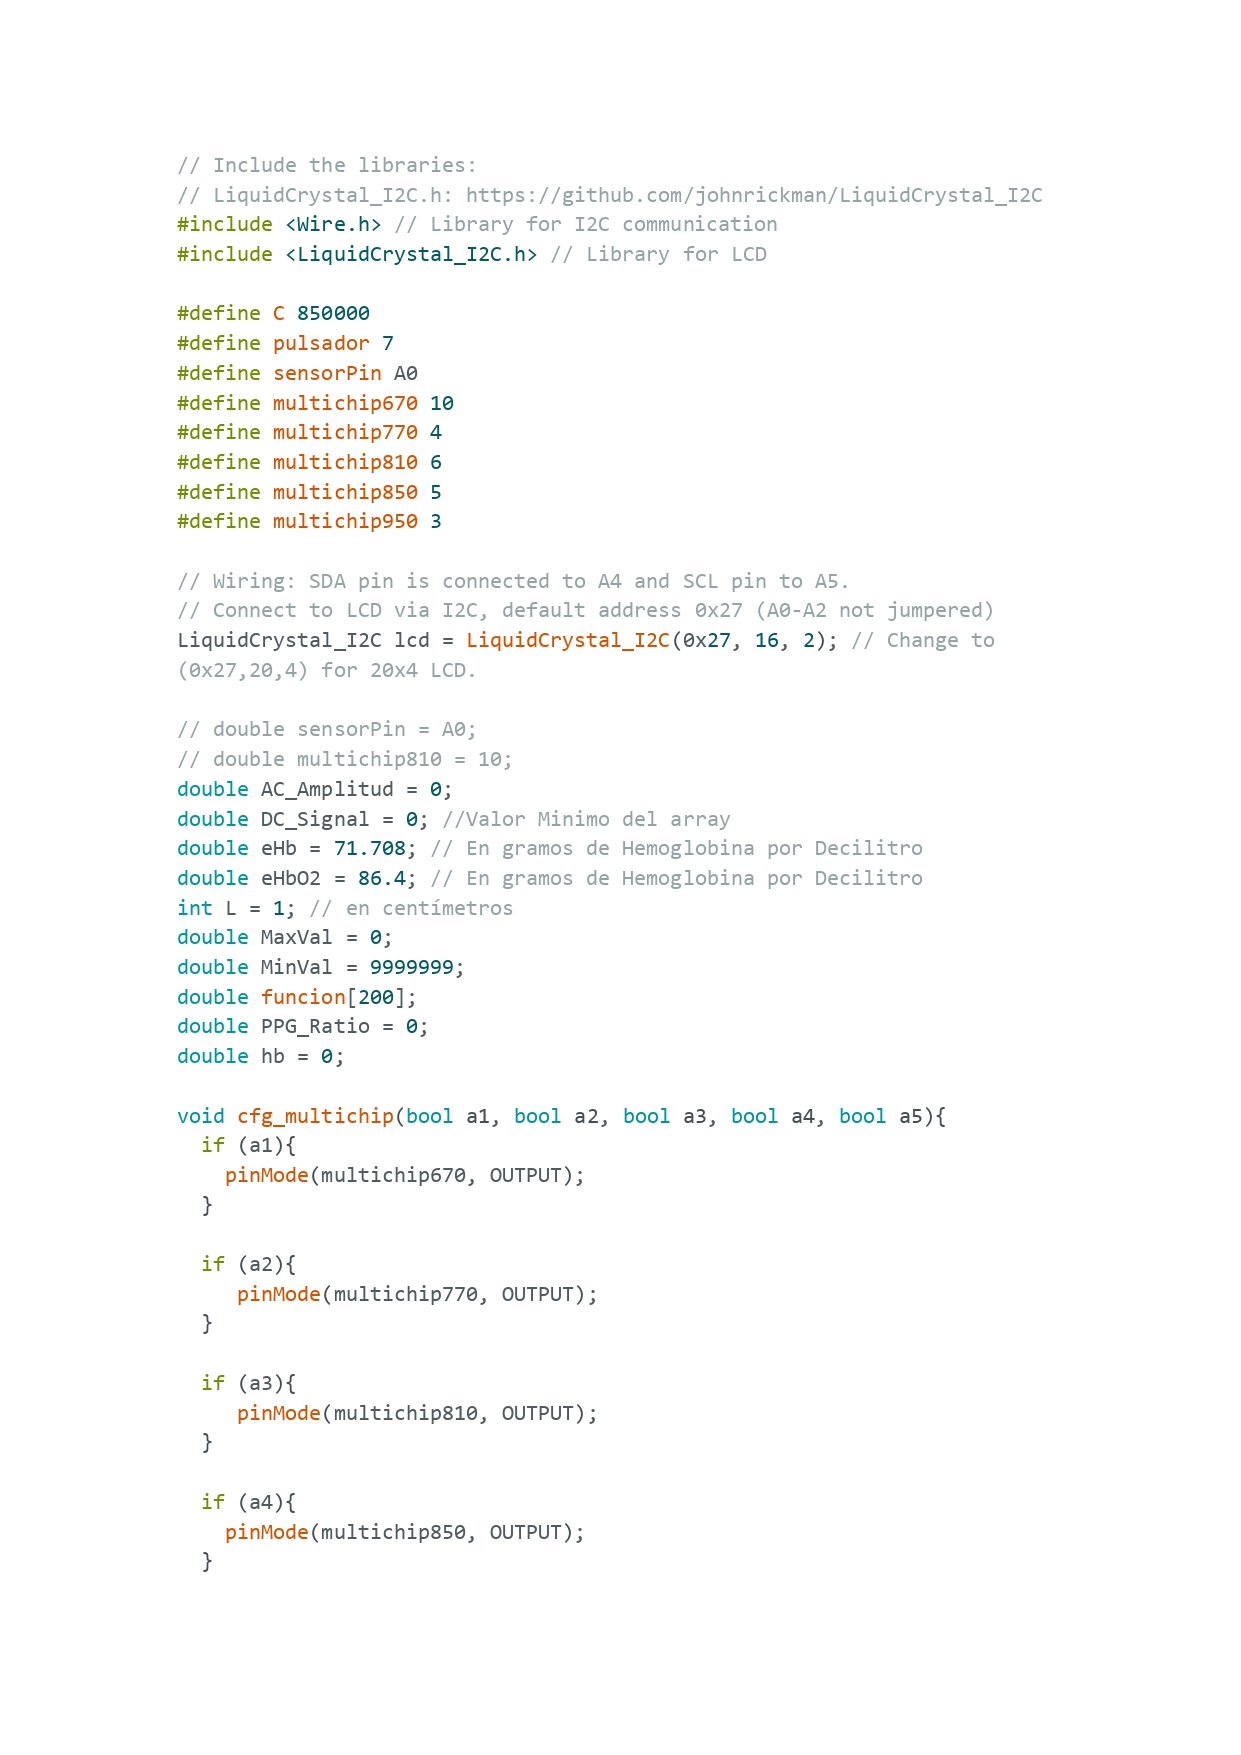 // Include the libraries:
// LiquidCrystal_I2C.h: https://github.com/johnrickman/LiquidCrystal_I2C
#include <Wire.h> // Library for I2C communication
#include <LiquidCrystal_I2C.h> // Library for LCD

#define C 850000
#define pulsador 7
#define sensorPin A0
#define multichip670 10
#define multichip770 4
#define multichip810 6
#define multichip850 5
#define multichip950 3

// Wiring: SDA pin is connected to A4 and SCL pin to A5.
// Connect to LCD via I2C, default address 0x27 (A0-A2 not jumpered)
LiquidCrystal_I2C lcd = LiquidCrystal_I2C(0x27, 16, 2); // Change to
(0x27,20,4) for 20x4 LCD.

// double sensorPin = A0;
// double multichip810 = 10;
double AC_Amplitud = 0;
double DC_Signal = 0; //Valor Minimo del array
double eHb = 71.708; // En gramos de Hemoglobina por Decilitro
double eHbO2 = 86.4; // En gramos de Hemoglobina por Decilitro
int L = 1; // en centímetros
double MaxVal = 0;
double MinVal = 9999999;
double funcion[200];
double PPG_Ratio = 0;
double hb = 0;

void cfg_multichip(bool a1, bool a2, bool a3, bool a4, bool a5){
  if (a1){
    pinMode(multichip670, OUTPUT);
  }

  if (a2){
     pinMode(multichip770, OUTPUT);
  }

  if (a3){
     pinMode(multichip810, OUTPUT);
  }

  if (a4){
    pinMode(multichip850, OUTPUT);
  }